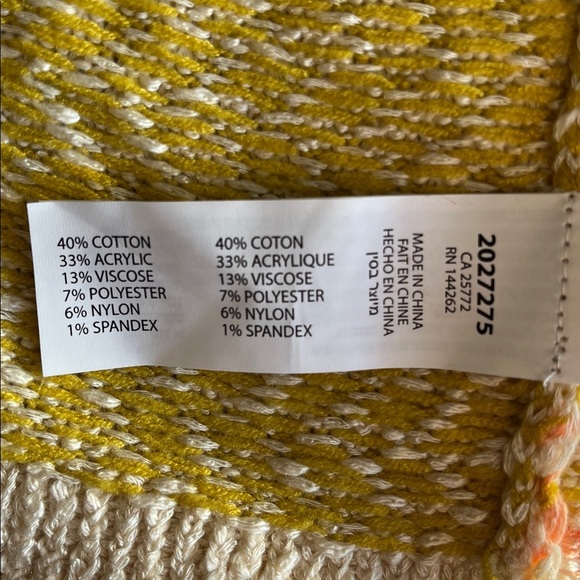 40% COTTON
33% ACRYLIC
13% VISCOSE
7% POLYESTER
6% NYLON
1% SPANDEX
40% COTON
33% ACRYLIQUE
13% VISCOSE
7% POLYESTER
6% NYLON
1% SPANDEX
MADE IN CHINA
FAIT EN CHINE
HECHO EN CHINA
מיוצר בסין
2027275
CA 25772
RN 144262